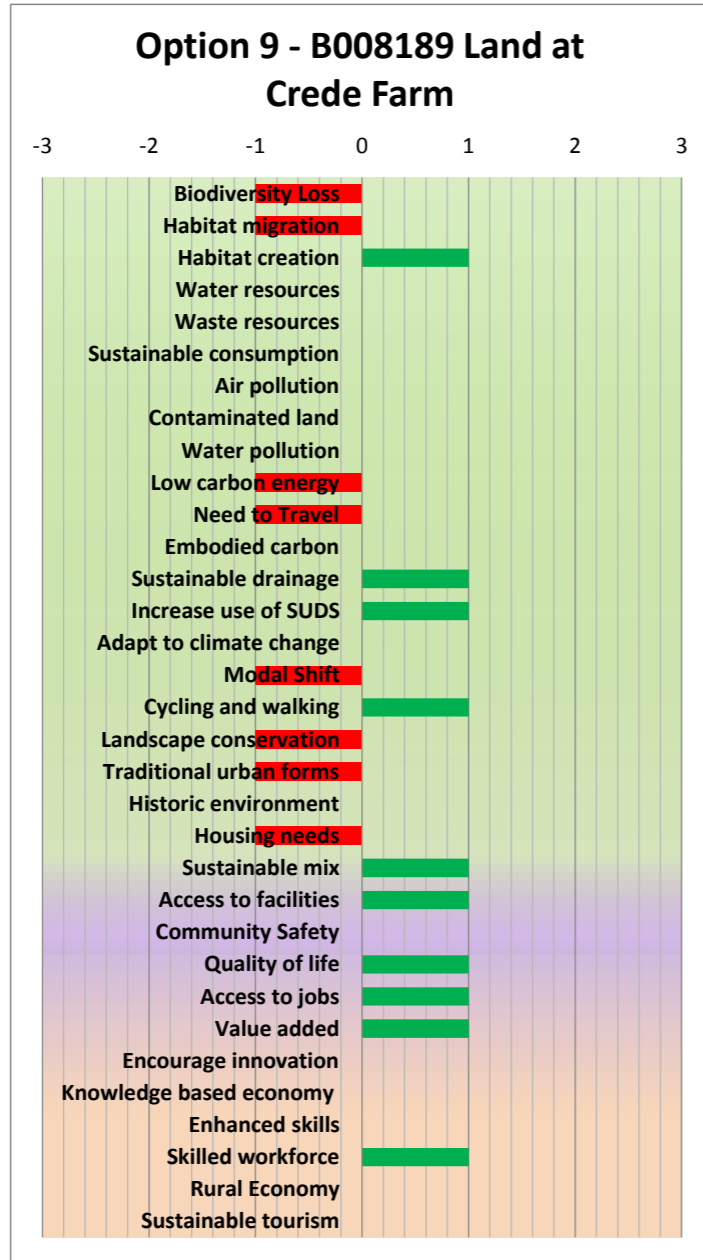 Option 9 - B008189 Land at
Crede Farm
-3 -2 -1 0 1 2 3
Biodiversity Loss
Habitat migration
Habitat creation
Water resources
Waste resources
Sustainable consumption
Air pollution
Contaminated land
Water pollution
Low carbon energy
Need to Travel
Embodied carbon
Sustainable drainage
Increase use of SUDS
Adapt to climate change
Modal Shift
Cycling and walking
Landscape conservation
Traditional urban forms
Historic environment
Housing needs
Sustainable mix
Access to facilities
Community Safety
Quality of life
Access to jobs
Value added
Encourage innovation
Knowledge based economy
Enhanced skills
Skilled workforce
Rural Economy
Sustainable tourism